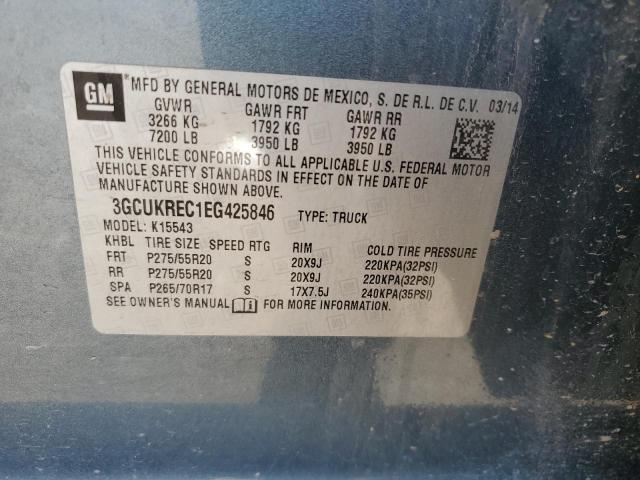 GM
*MFD BY GENERAL MOTORS DE MEXICO, S. DE R.L. DE C.V. 03/14
GVWR GAWR FRT GAWR RR
3266 KG 1792 KG 1792 KG
7200 LB 3950 LB 3950 LB
THIS VEHICLE CONFORMS TO ALL APPLICABLE U.S. FEDERAL MOTOR
VEHICLE SAFETY STANDARDS IN EFFECT ON THE DATE OF
MANUFACTURE SHOWN ABOVE.
3GCUKREC1EG425846 TYPE: TRUCK
MODEL: K15543
KHBL TIRE SIZE SPEED RTG RIM COLD TIRE PRESSURE
FRT P275/55R20 S 20X9J 220KPA(32PSI)
RR P275/55R20 S 20X9J 220KPA(32PSI)
SPA P265/70R17 S 17X7.5J 240KPA(35PSI)
SEE OWNER'S MANUAL FOR MORE INFORMATION.